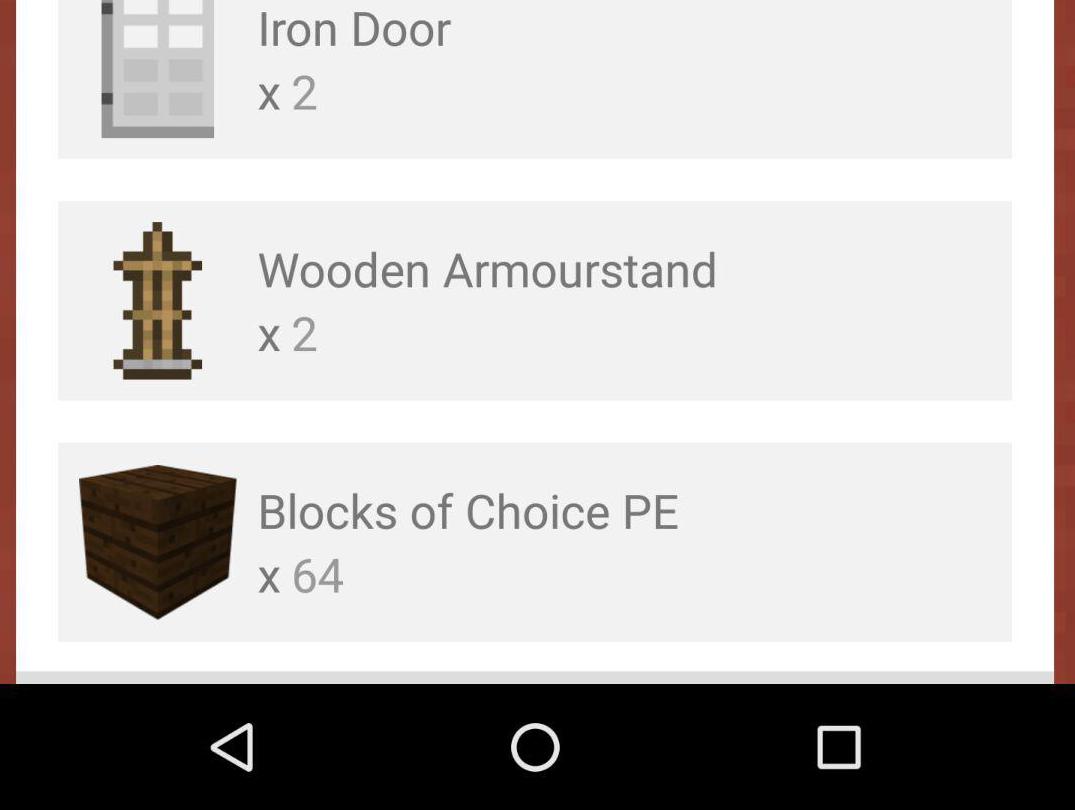 Iron Door
x 2
Wooden Armourstand
x 2
Blocks of Choice PE
x 64